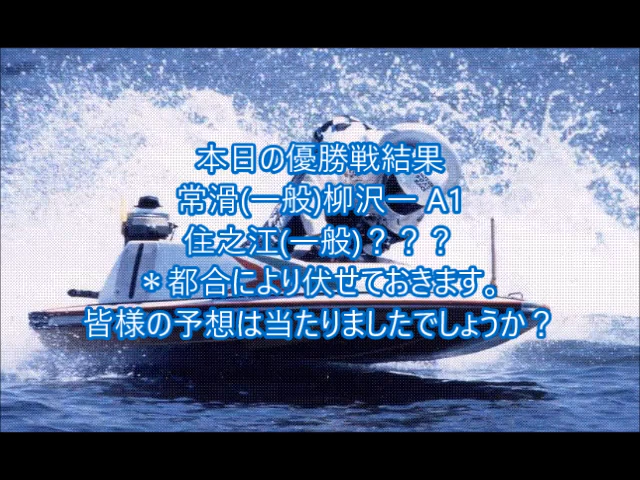 本日の優勝戦結果
常滑(一般)柳沢一 A1
住之江(一般)？？？
＊都合により伏せておきます。
皆様の予想は当たりましたでしょうか？